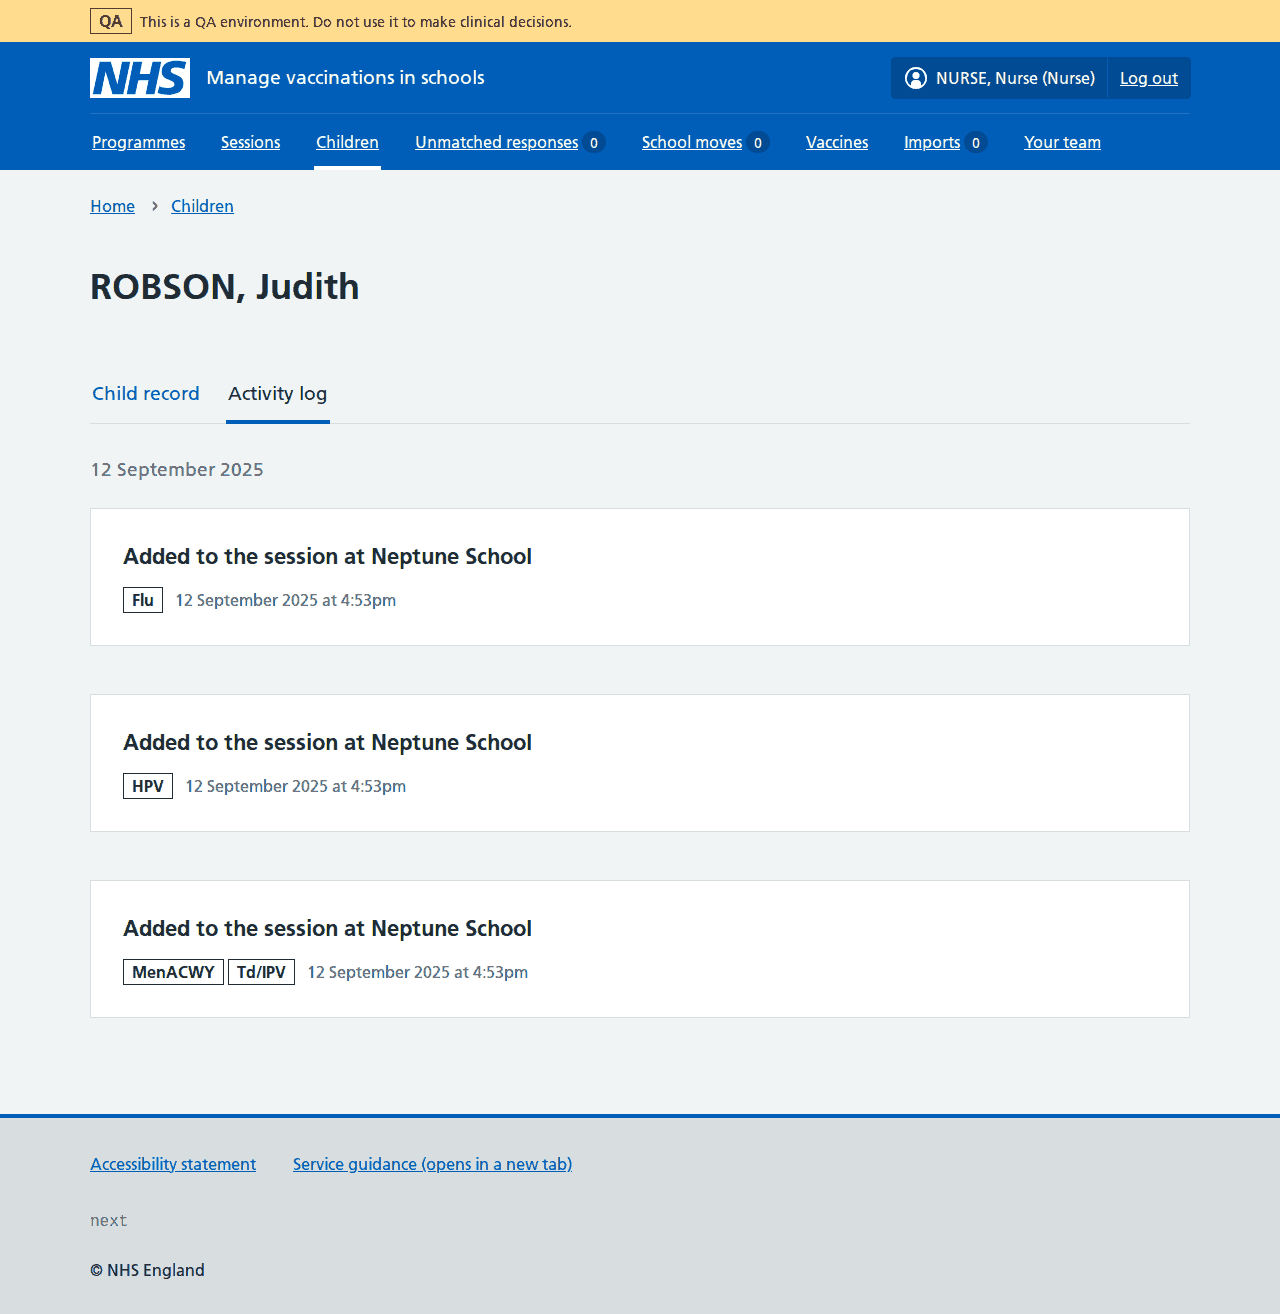 QA This is a QA environment. Do not use it to make clinical decisions.
NHS Manage vaccinations in schools NURSE, Nurse (Nurse) Log out
Programmes Sessions Children Unmatched responses 0 School moves 0 Vaccines Imports 0 Your team
Home › Children
ROBSON, Judith
Child record Activity log
12 September 2025
Added to the session at Neptune School
Flu 12 September 2025 at 4:53pm
Added to the session at Neptune School
HPV 12 September 2025 at 4:53pm
Added to the session at Neptune School
MenACWY Td/IPV 12 September 2025 at 4:53pm
Accessibility statement Service guidance (opens in a new tab)
next
© NHS England